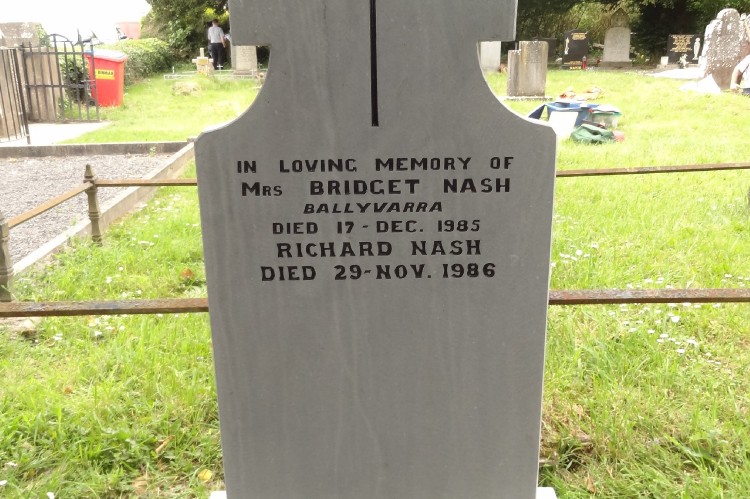 IN LOVING MEMORY OF
MRS BRIDGET NASH
BALLYVARRA
DIED 17-DEC. 1985
RICHARD NASH
DIED 29-NOV. 1986